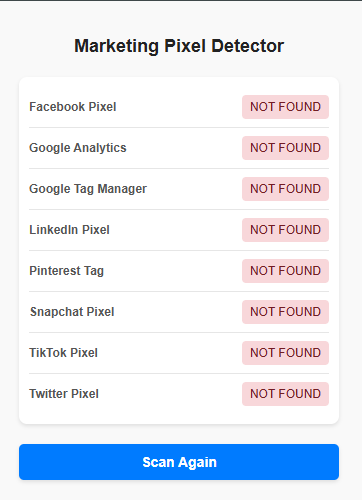 Marketing Pixel Detector
Facebook Pixel NOT FOUND
Google Analytics NOT FOUND
Google Tag Manager NOT FOUND
LinkedIn Pixel NOT FOUND
Pinterest Tag NOT FOUND
Snapchat Pixel NOT FOUND
TikTok Pixel NOT FOUND
Twitter Pixel NOT FOUND
Scan Again